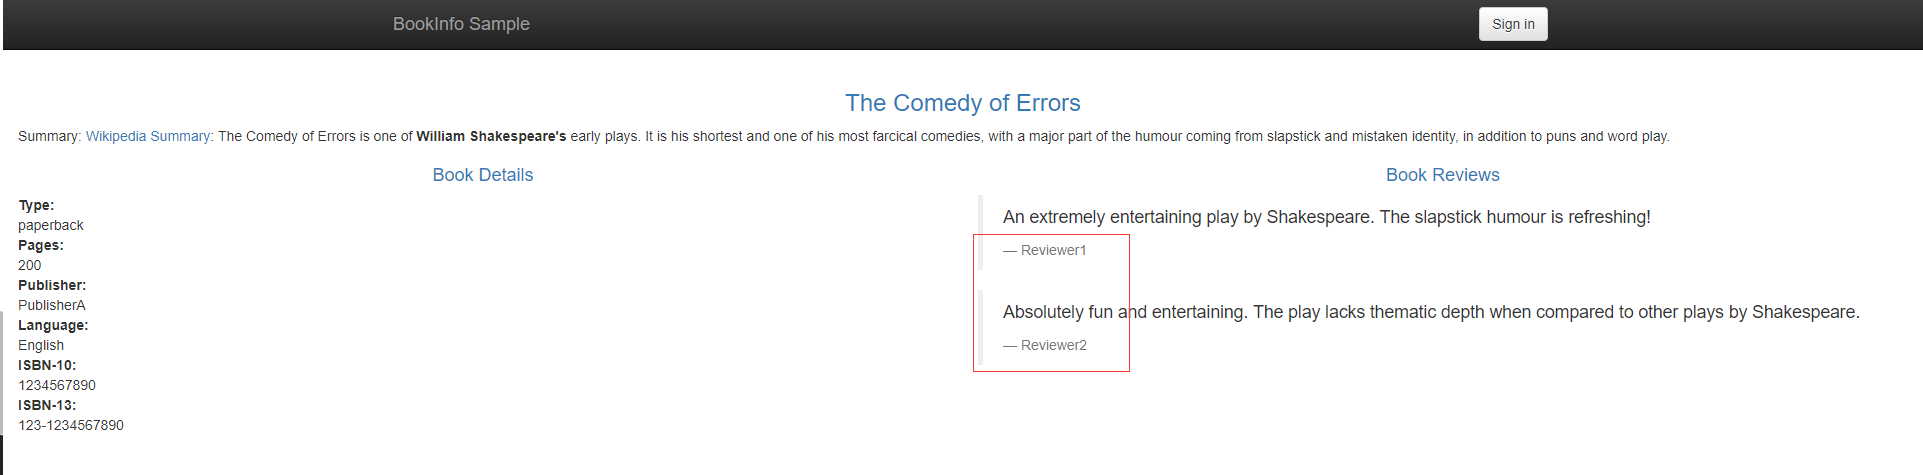 BookInfo Sample
Sign in
The Comedy of Errors
Summary: Wikipedia Summary: The Comedy of Errors is one of William Shakespeare's early plays. It is his shortest and one of his most farcical comedies, with a major part of the humour coming from slapstick and mistaken identity, in addition to puns and word play.
Book Details
Type:
paperback
Pages:
200
Publisher:
PublisherA
Language:
English
ISBN-10:
1234567890
ISBN-13:
123-1234567890
Book Reviews
An extremely entertaining play by Shakespeare. The slapstick humour is refreshing!
— Reviewer1
Absolutely fun and entertaining. The play lacks thematic depth when compared to other plays by Shakespeare.
— Reviewer2